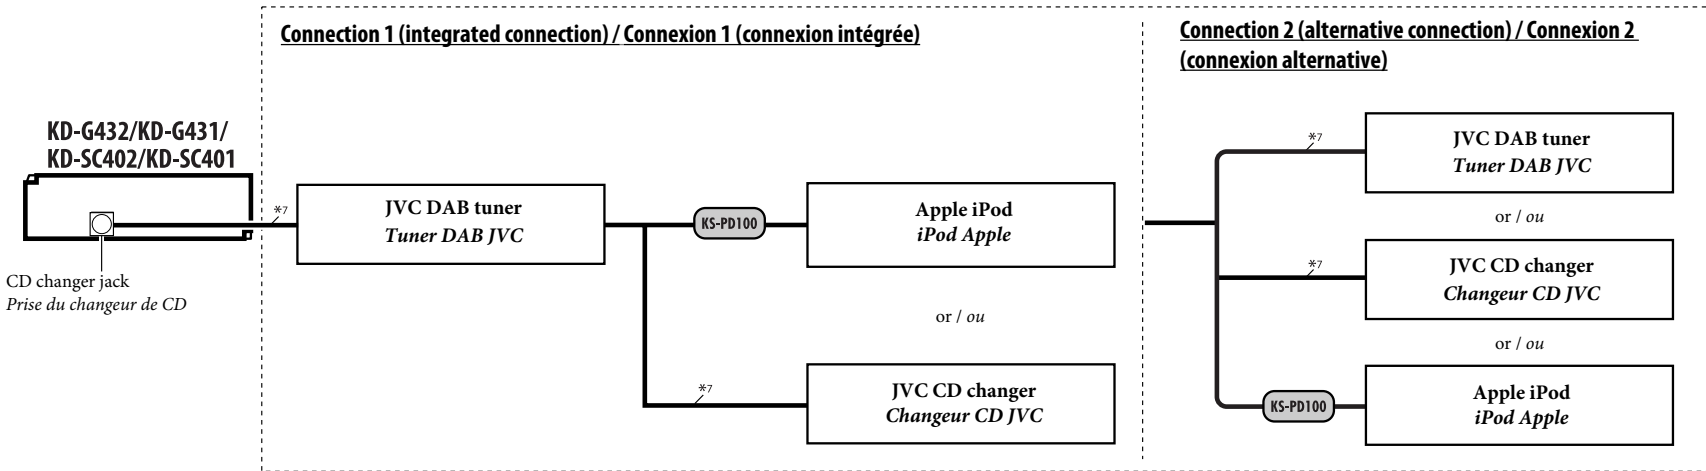 Connection 1 (integrated connection) / Connexion 1 (connexion intégrée)
Connection 2 (alternative connection) / Connexion 2
(connexion alternative)
KD-G432/KD-G431/
KD-SC402/KD-SC401
CD changer jack
Prise du changeur de CD
*7
JVC DAB tuner
Tuner DAB JVC
KS-PD100
Apple iPod
iPod Apple
or / ou
*7
JVC CD changer
Changeur CD JVC
*7
JVC DAB tuner
Tuner DAB JVC
or / ou
*7
JVC CD changer
Changeur CD JVC
or / ou
KS-PD100
Apple iPod
iPod Apple